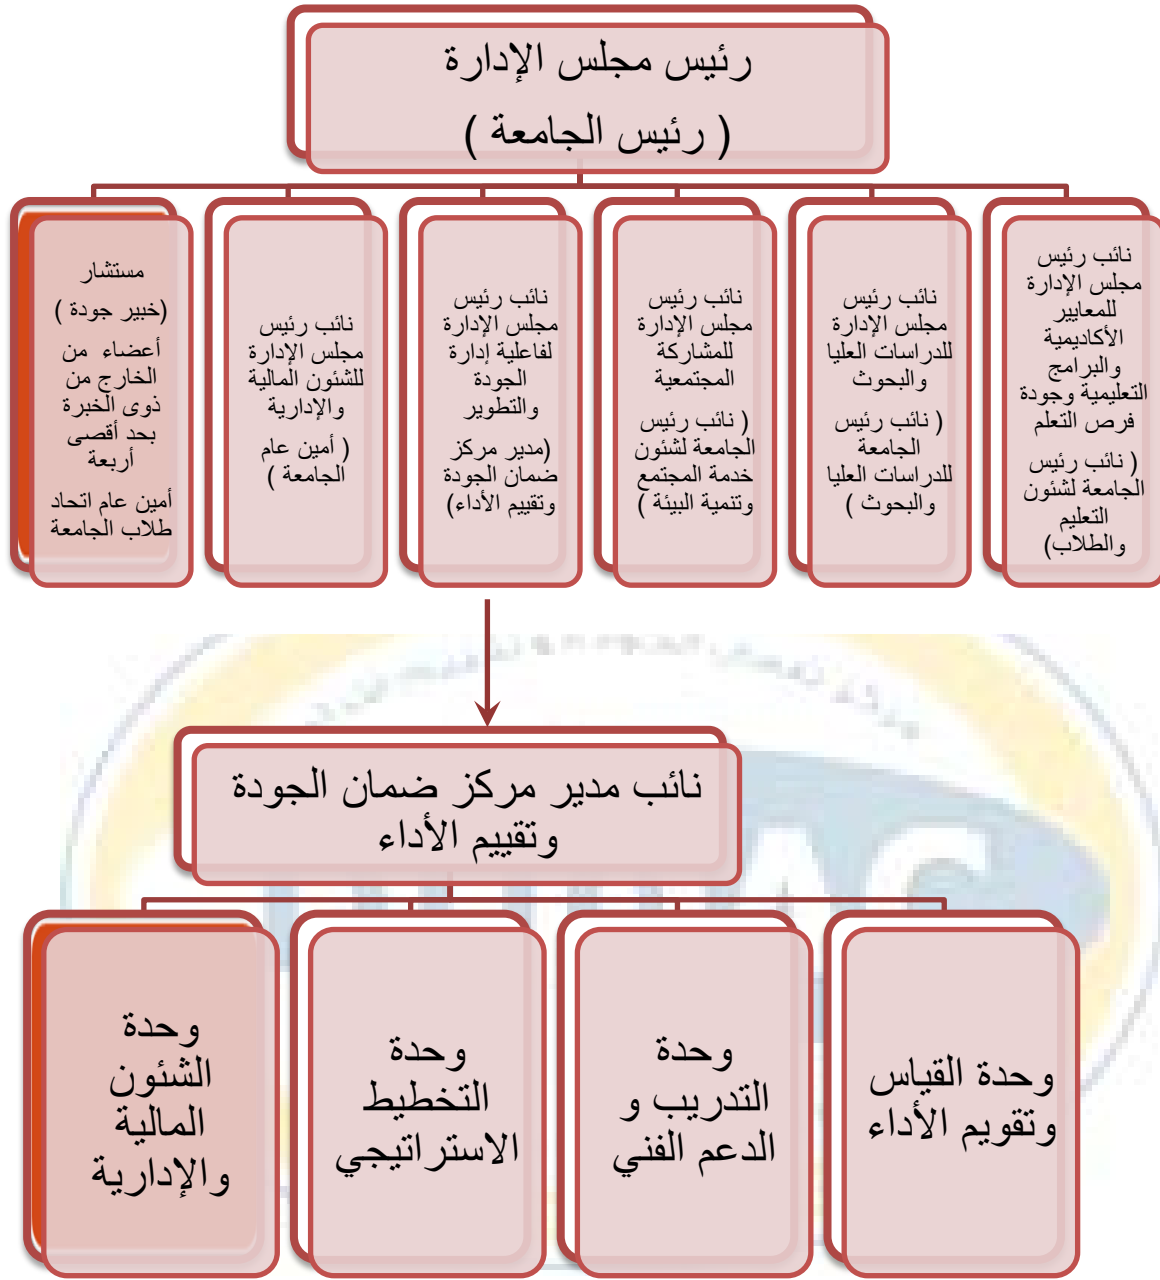 رئيس مجلس الإدارة
( رئيس الجامعة )
نائب رئيس
مجلس الإدارة
للمعايير
الأكاديمية
والبرامج
التعليمية وجودة
فرص التعلم
( نائب رئيس
الجامعة لشئون
التعليم
والطلاب)
نائب رئيس
مجلس الإدارة
للدراسات العليا
والبحوث
( نائب رئيس
الجامعة
للدراسات العليا
والبحوث )
نائب رئيس
مجلس الإدارة
للمشاركة
المجتمعية
( نائب رئيس
الجامعة لشئون
خدمة المجتمع
وتنمية البيئة )
نائب رئيس
مجلس الإدارة
لفاعلية إدارة
الجودة
والتطوير
(مدير مركز
ضمان الجودة
وتقييم الأداء)
نائب رئيس
مجلس الإدارة
للشئون المالية
والإدارية
( أمين عام
الجامعة )
مستشار
(خبير جودة )
أعضاء من
الخارج من
ذوى الخبرة
بحد أقصى
أربعة
أمين عام اتحاد
طلاب الجامعة
نائب مدير مركز ضمان الجودة
وتقييم الأداء
وحدة القياس
وتقويم الأداء
وحدة
التدريب و
الدعم الفني
وحدة
التخطيط
الاستراتيجي
وحدة
الشئون
المالية
والإدارية